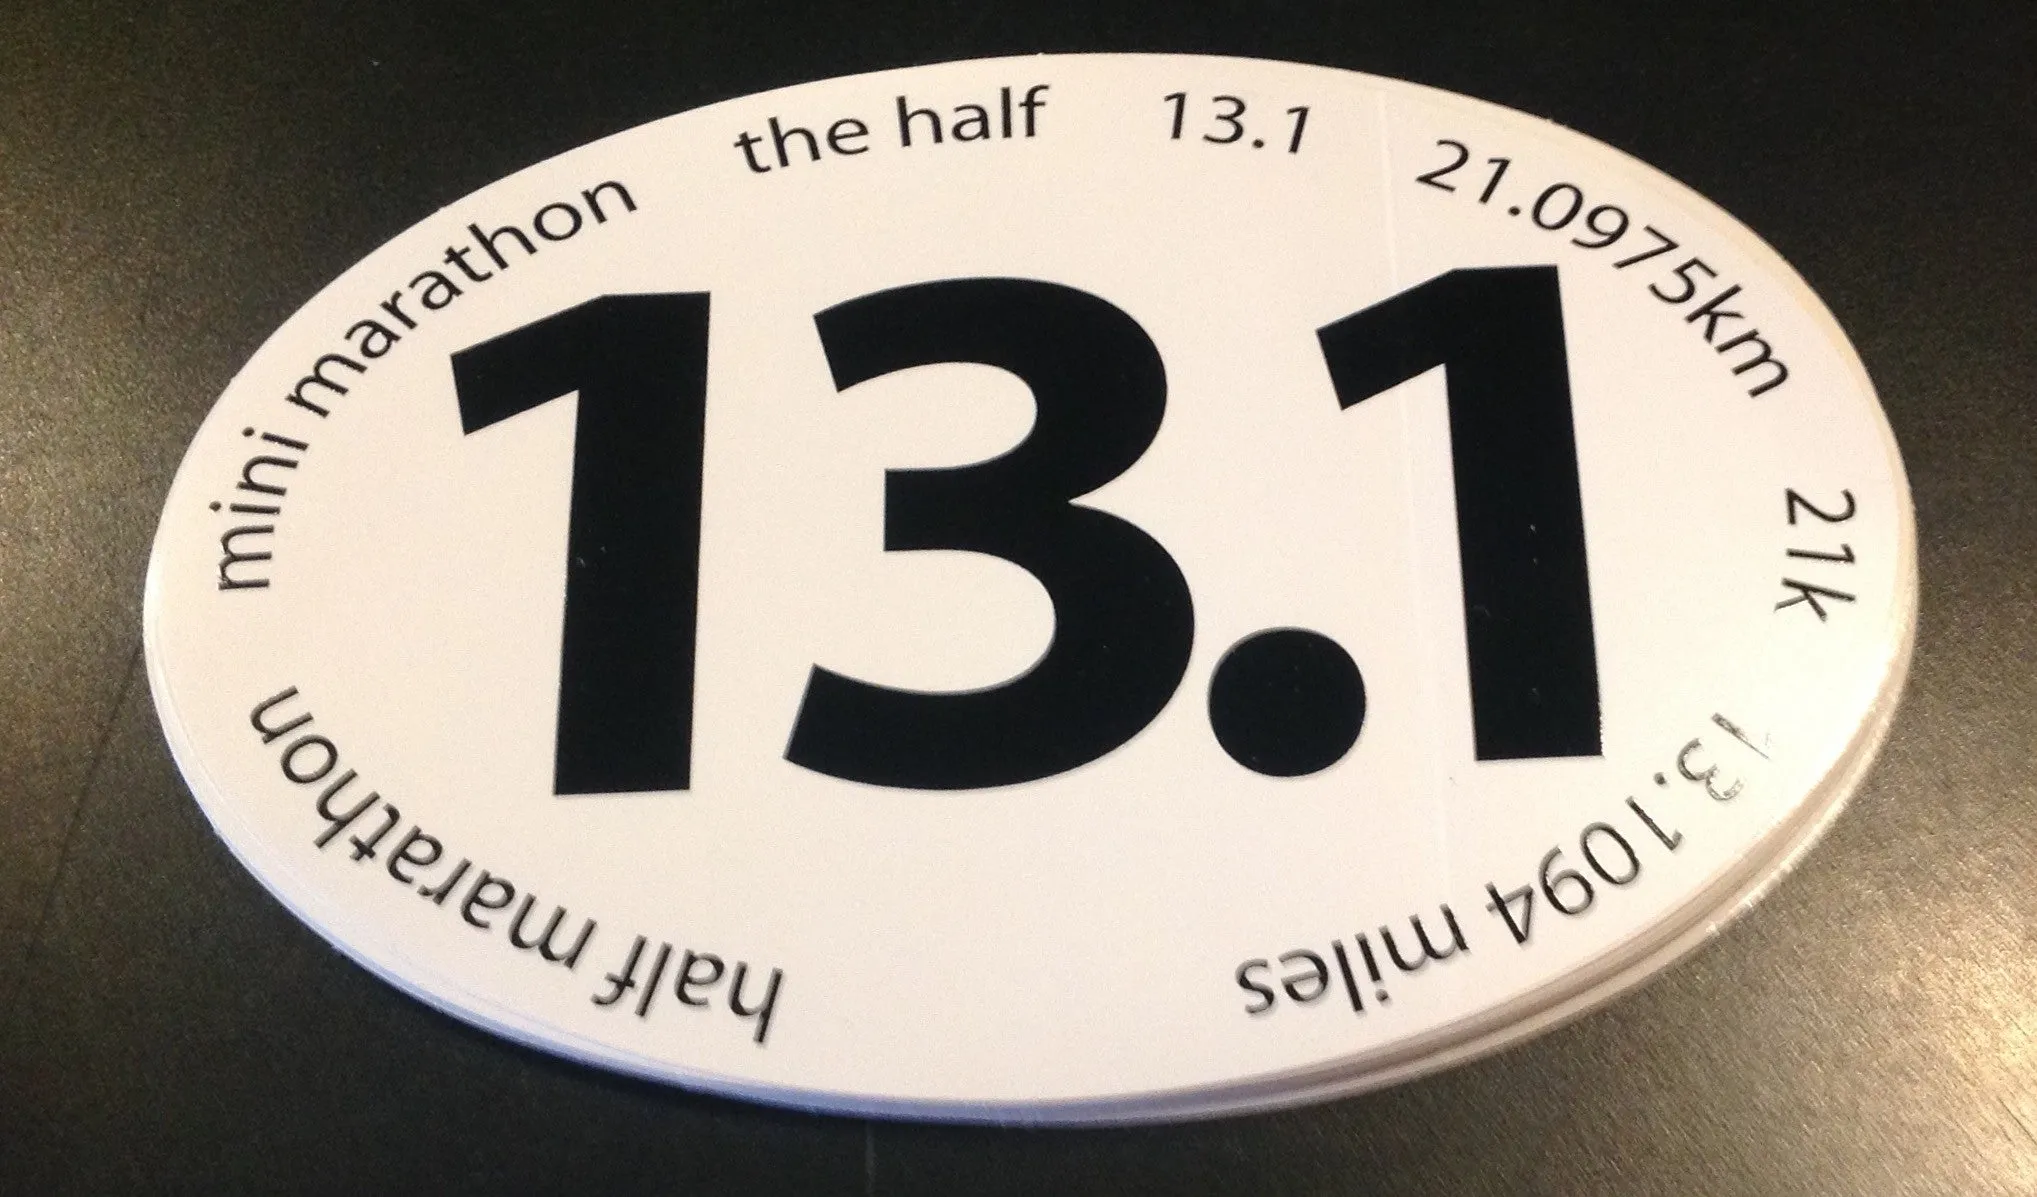 mini marathon
the half
13.1
21.0975km
21k
13.1094 miles
half marathon
13.1